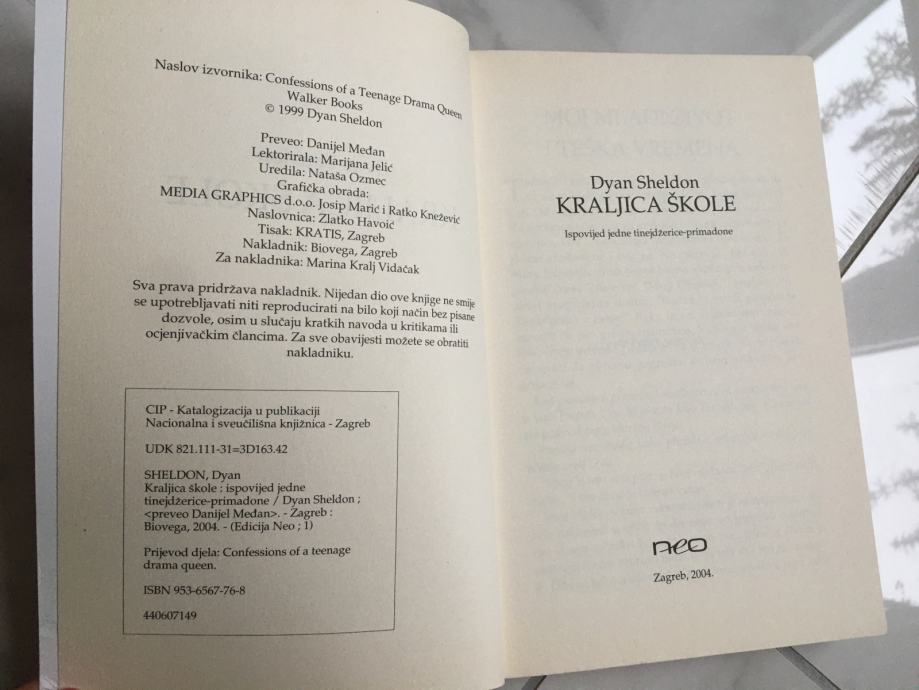 Naslov izvornika: Confessions of a Teenage Drama Queen
Walker Books
© 1999 Dyan Sheldon
Preveo: Danijel Međan
Lektorirala: Marijana Jelić
Uredila: Nataša Ozmec
Grafička obrada:
MEDIA GRAPHICS d.o.o. Josip Marić i Ratko Knežević
Naslovnica: Zlatko Havoić
Tisak: KRATIS, Zagreb
Nakladnik: Biovega, Zagreb
Za nakladnika: Marina Kralj Vidačak
Sva prava pridržava nakladnik. Nijedan dio ove knjige ne smije
se upotrebljavati niti reproducirati na bilo koji način bez pisane
dozvole, osim u slučaju kratkih navoda u kritikama ili
ocjenjivačkim člancima. Za sve obavijesti možete se obratiti
nakladniku.
CIP - Katalogizacija u publikaciji
Nacionalna i sveučilišna knjižnica - Zagreb
UDK 821.111-31=3D163.42
SHELDON, Dyan
Kraljica škole : ispovijed jedne
tinejdžerice-primadone / Dyan Sheldon ;
<preveo Danijel Međan>. - Zagreb :
Biovega, 2004. - (Edicija Neo ; 1)
Prijevod djela: Confessions of a teenage
drama queen.
ISBN 953-6567-76-8
440607149
Dyan Sheldon
KRALJICA ŠKOLE
Ispovijed jedne tinejdžerice-primadone
neo
Zagreb, 2004.